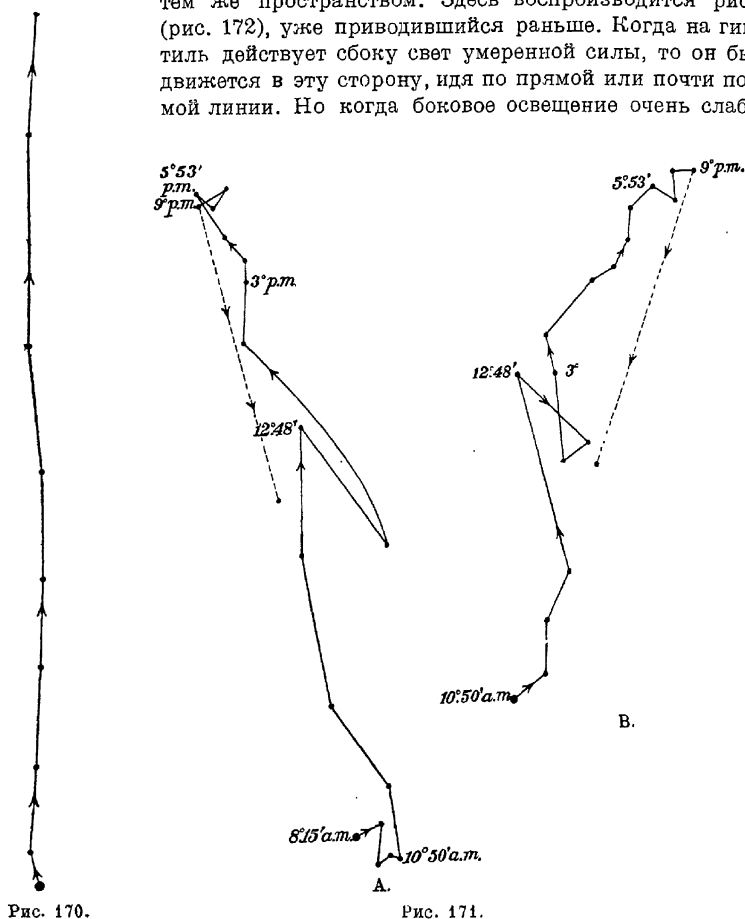 тем же пространством. Здесь воспроизводится
(рис. 172), уже приводившийся раньше. Когда на
тиль действует сбоку свет умеренной силы, то он
движется в эту сторону, идя по прямой или почти по
мой линии. Но когда боковое освещение очень слаб
5°53'
p.m.
9°p.m.
3°p.m.
12°48'
8°15'a.m.
10°50'a.m.
A.
5°53'
9°p.m.
12°48'
3°
10°50'a.m.
B.
Рис. 170.
Рис. 171.